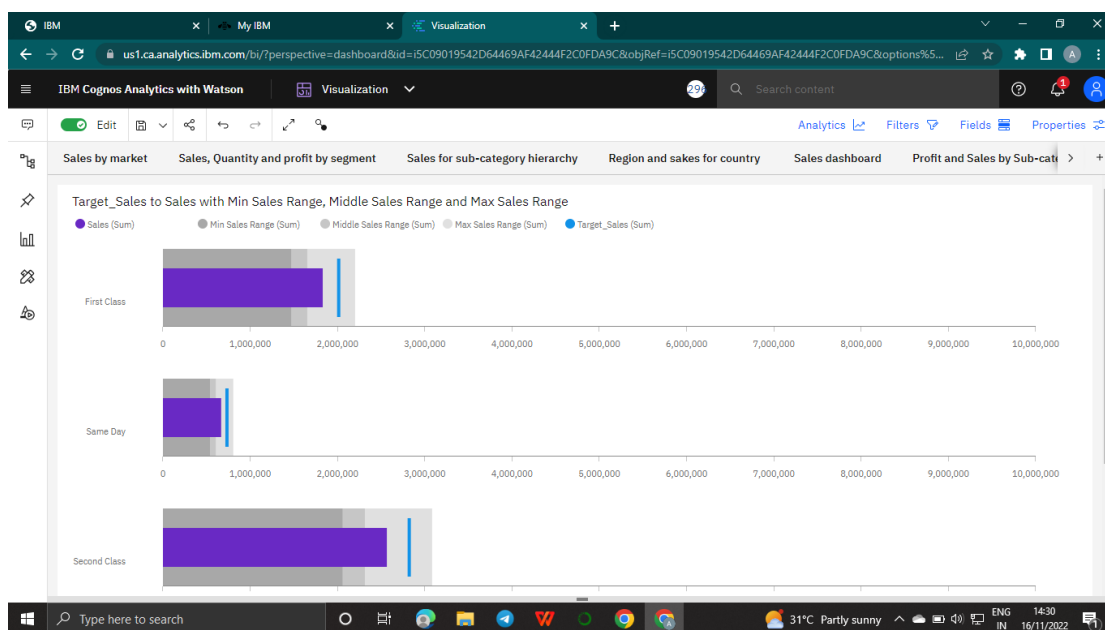 IBM My IBM Visualization
us1.ca.analytics.ibm.com/bi/?perspective=dashboard&id=i5C09019542D64469AF42444F2C0FDA9C&objRef=i5C09019542D64469AF42444F2C0FDA9C&options%5... A
IBM Cognos Analytics with Watson Visualization 296 Search content 1
Edit Analytics Filters Fields Properties
Sales by market Sales, Quantity and profit by segment Sales for sub-category hierarchy Region and sakes for country Sales dashboard Profit and Sales by Sub-cate
Target_Sales to Sales with Min Sales Range, Middle Sales Range and Max Sales Range
Sales (Sum) Min Sales Range (Sum) Middle Sales Range (Sum) Max Sales Range (Sum) Target_Sales (Sum)
First Class
0 1,000,000 2,000,000 3,000,000 4,000,000 5,000,000 6,000,000 7,000,000 8,000,000 9,000,000 10,000,000
Same Day
0 1,000,000 2,000,000 3,000,000 4,000,000 5,000,000 6,000,000 7,000,000 8,000,000 9,000,000 10,000,000
Second Class
Type here to search 31°C Partly sunny ENG 14:30
IN 16/11/2022 1